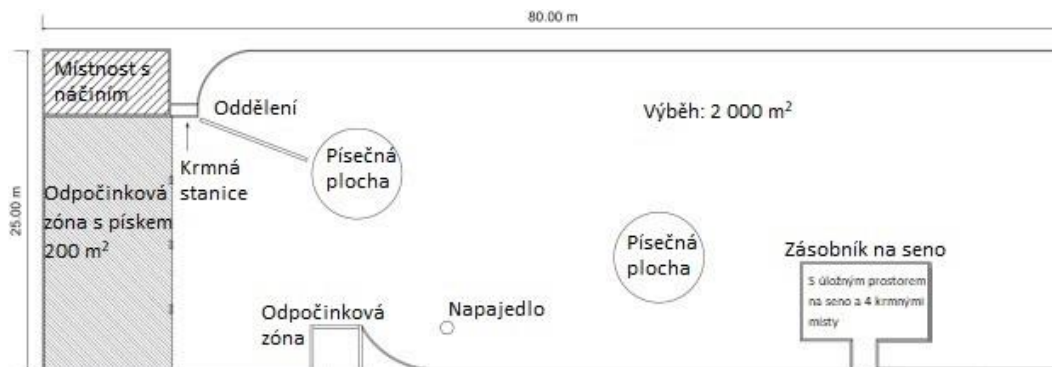 80.00 m
Místnost s
náčiním
Oddělení
Výběh: 2 000 m²
25.00 m
Krmná
stanice
Písečná
plocha
Odpočinková
zóna s pískem
200 m²
Písečná
plocha
Zásobník na seno
S úložným prostorem
na seno a 4 krmnými
místy
Odpočinková
zóna
Napajedlo